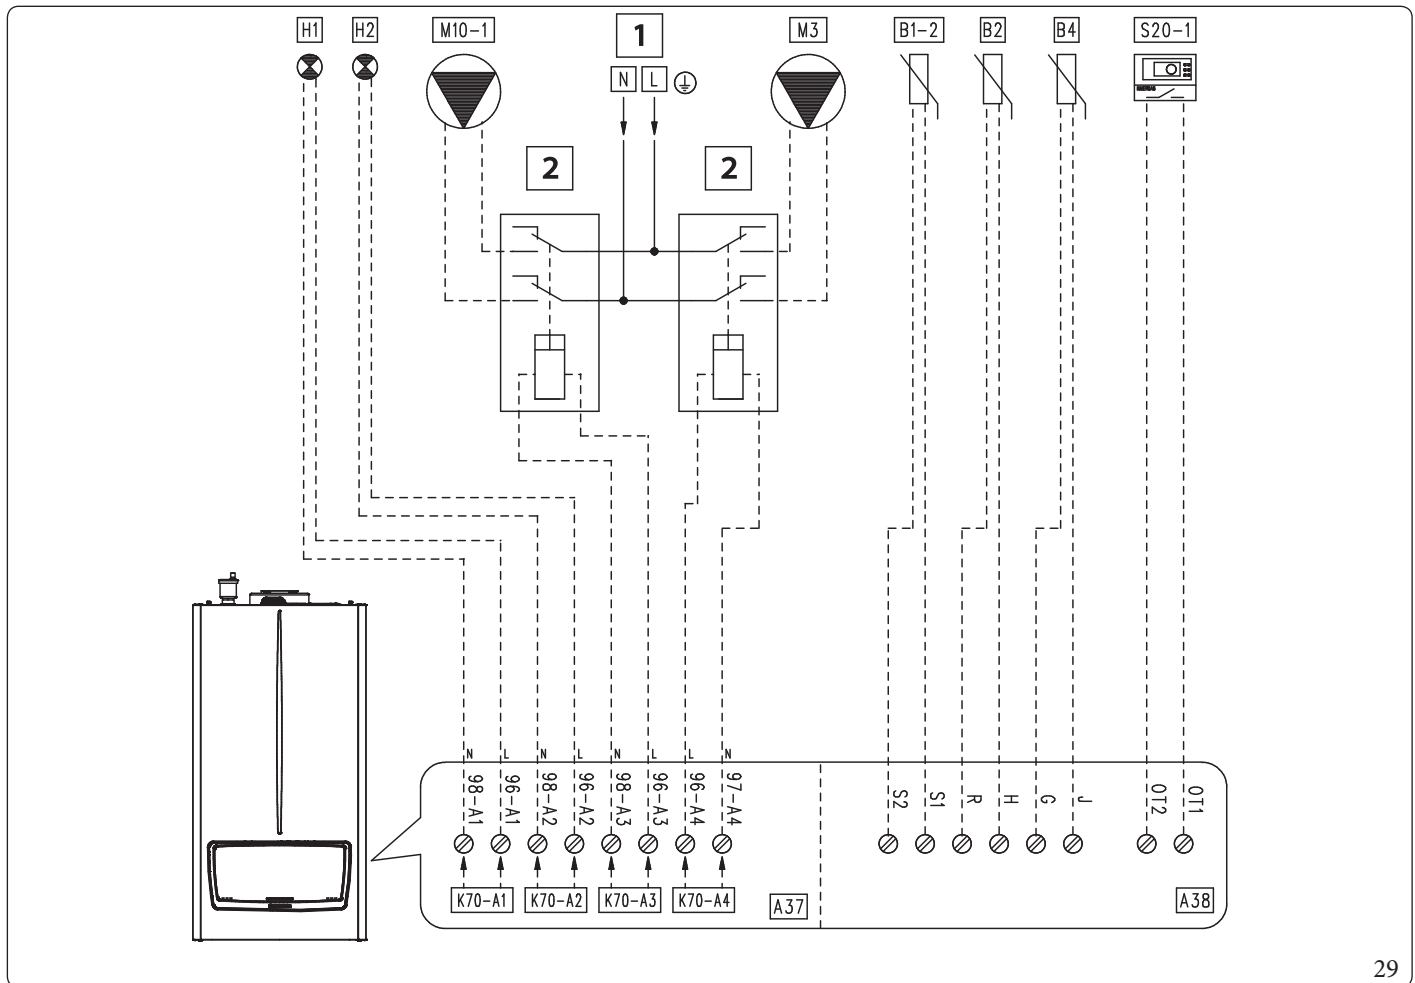 H1 H2 M10-1 1 M3 B1-2 B2 B4 S20-1
N L
2 2
N L N L N L L N
98-A1 96-A1 98-A2 96-A2 98-A3 96-A3 96-A4 97-A4 S2 S1 R H G J OT2 OT1
K70-A1 K70-A2 K70-A3 K70-A4 A37 A38
29